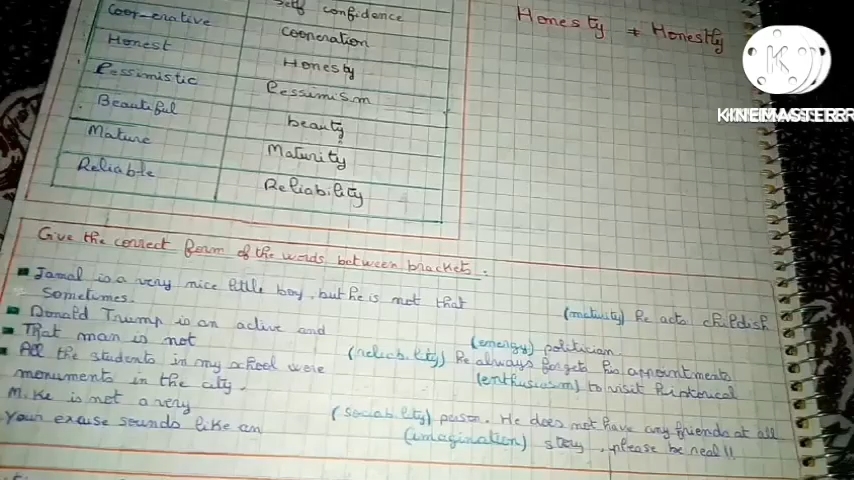 Self confidence
Cooperative Cooperation
Honest Honesty
Pessimistic Pessimism
Beautiful beauty
Mature Maturity
Reliable Reliability
Honesty ≠ Honestly
KINEMASTER
Give the correct form of the words between brackets.
Jamal is a very nice little boy, but he is not that (maturity) he acts childish
Sometimes.
Donald Trump is an active and (energy) politician.
That man is not (reliability) he always forgets his appointments
All the students in my school were (enthusiasm) to visit historical
monuments in the city.
Mike is not a very (sociability) person. He does not have any friends at all
Your excuse sounds like an (imagination) story, please be real!!